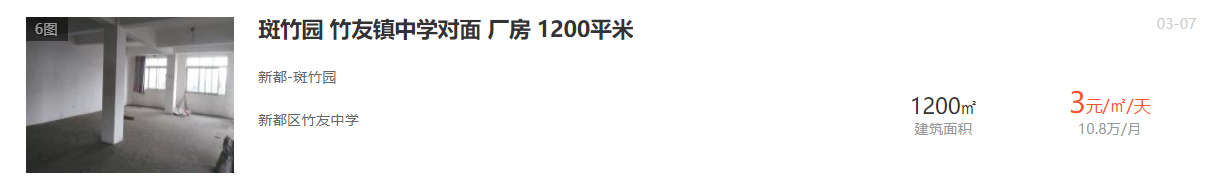 6图
斑竹园 竹友镇中学对面 厂房 1200平米
03-07
新都-斑竹园
新都区竹友中学
1200㎡
建筑面积
3元/㎡/天
10.8万/月